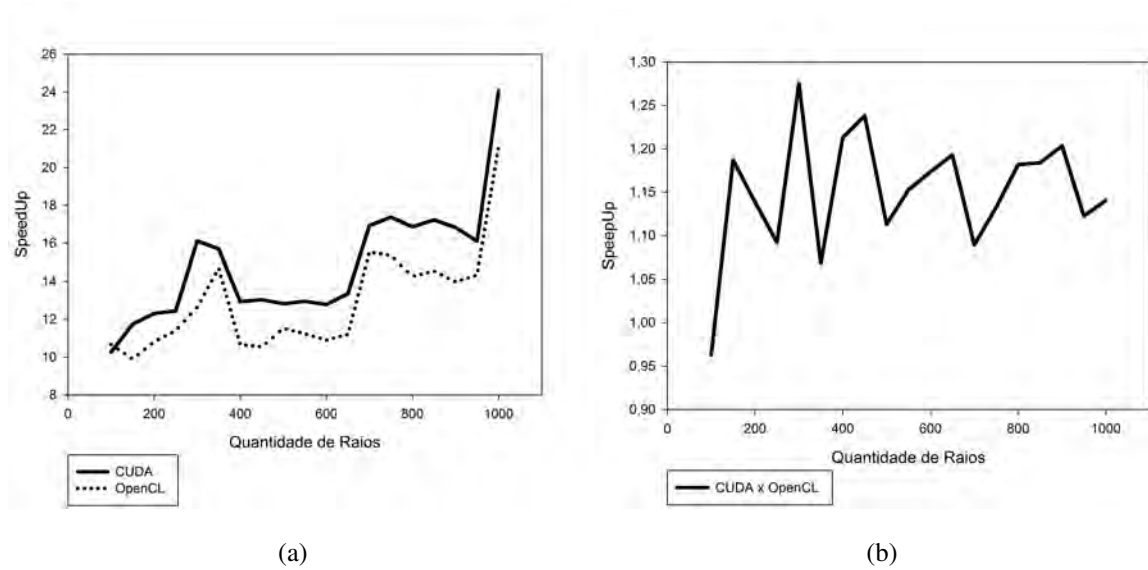 26
24
22
20
18
16
14
12
10
8
SpeedUp
0 200 400 600 800 1000
Quantidade de Raios
CUDA
OpenCL
(a)
1,30
1,25
1,20
1,15
1,10
1,05
1,00
0,95
0,90
SpeepUp
0 200 400 600 800 1000
Quantidade de Raios
CUDA x OpenCL
(b)